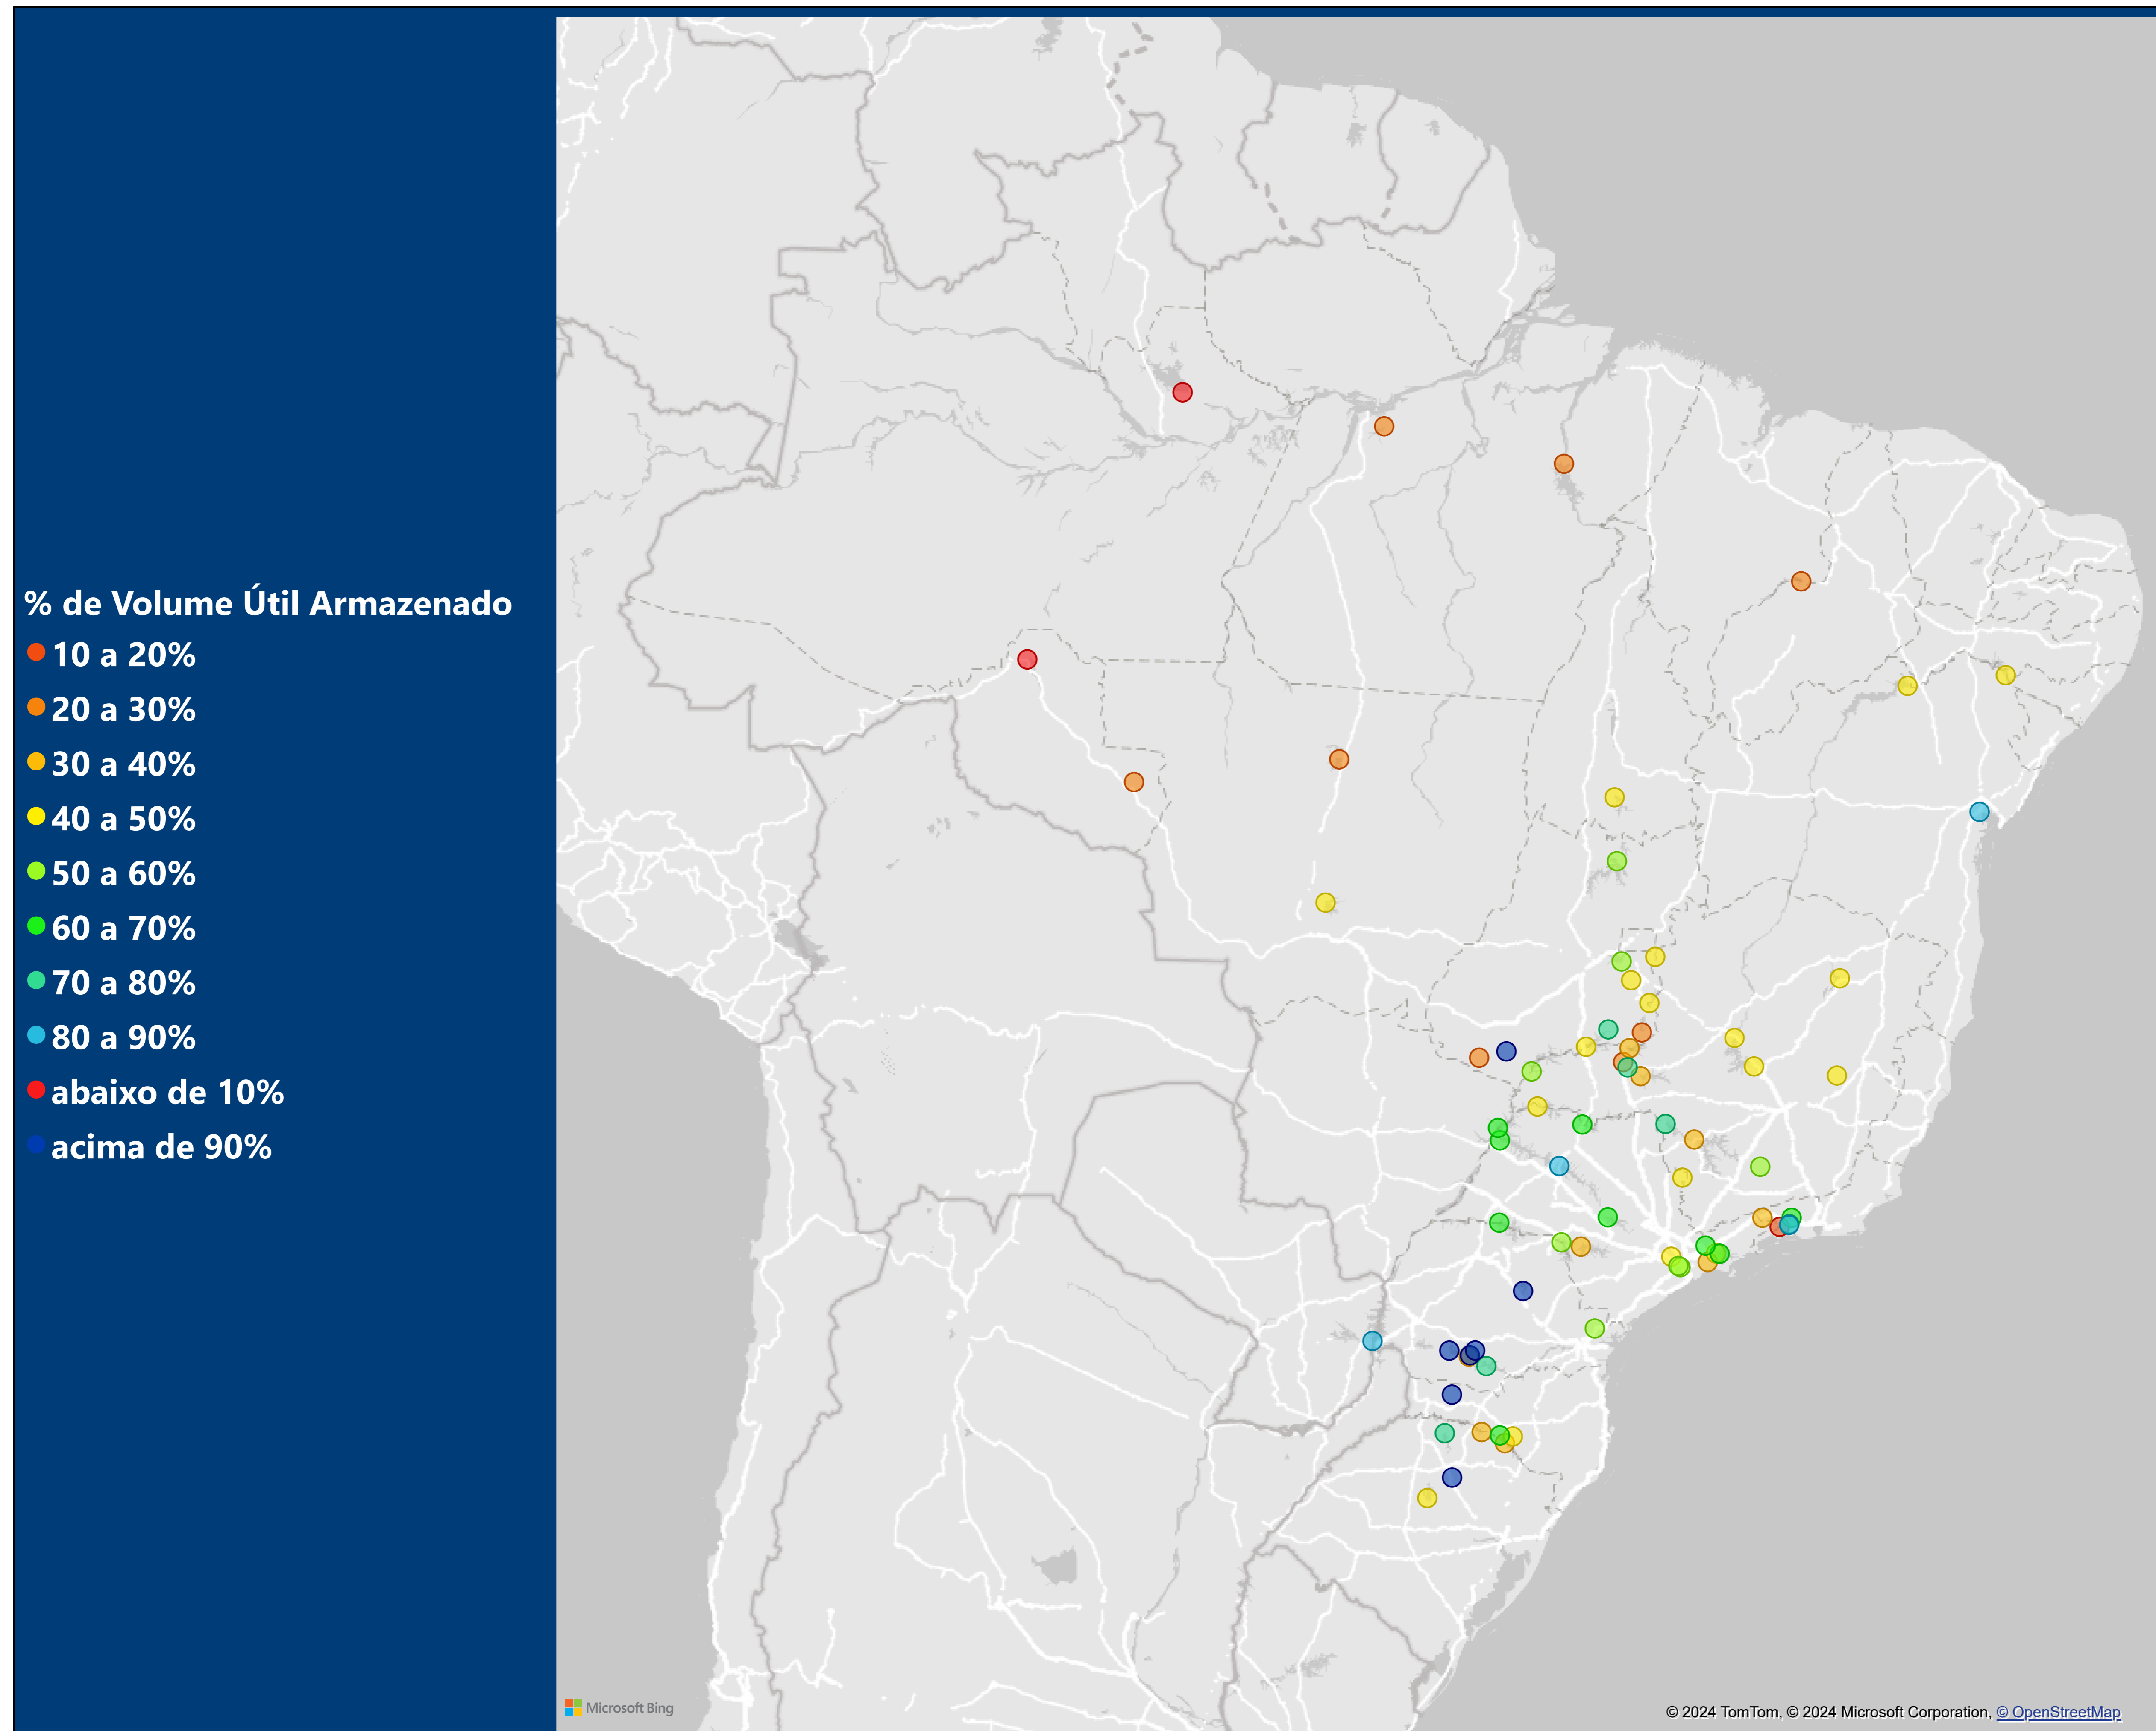 % de Volume Útil Armazenado
10 a 20%
20 a 30%
30 a 40%
40 a 50%
50 a 60%
60 a 70%
70 a 80%
80 a 90%
abaixo de 10%
acima de 90%
Microsoft Bing
© 2024 TomTom, © 2024 Microsoft Corporation, © OpenStreetMap